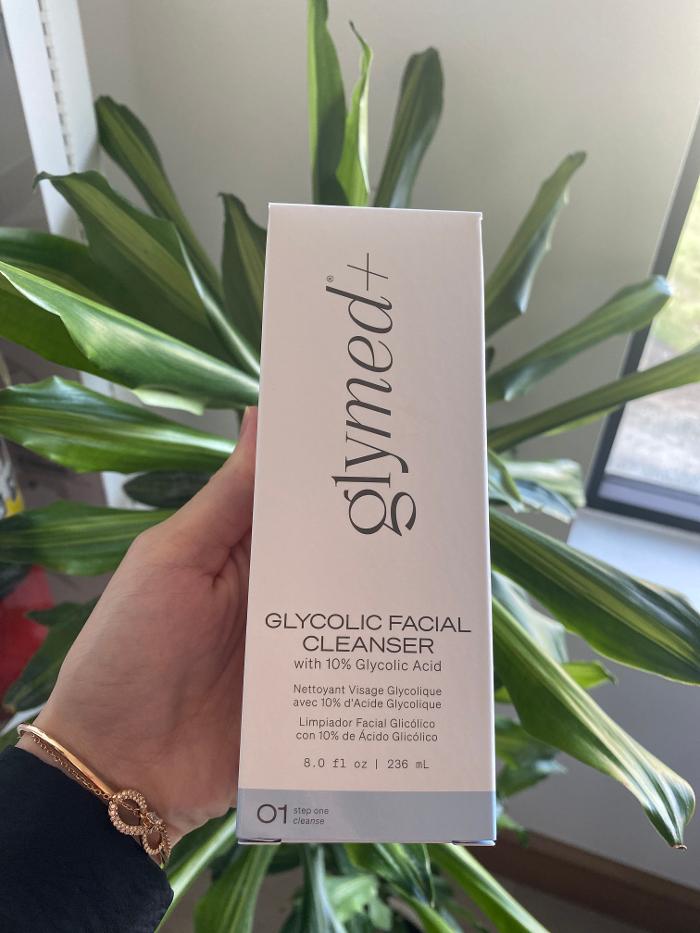 glymed+®
GLYCOLIC FACIAL
CLEANSER
with 10% Glycolic Acid
Nettoyant Visage Glycolique
avec 10% d'Acide Glycolique
Limpiador Facial Glicólico
con 10% de Ácido Glicólico
8.0 fl oz | 236 mL
01 step one
cleanse